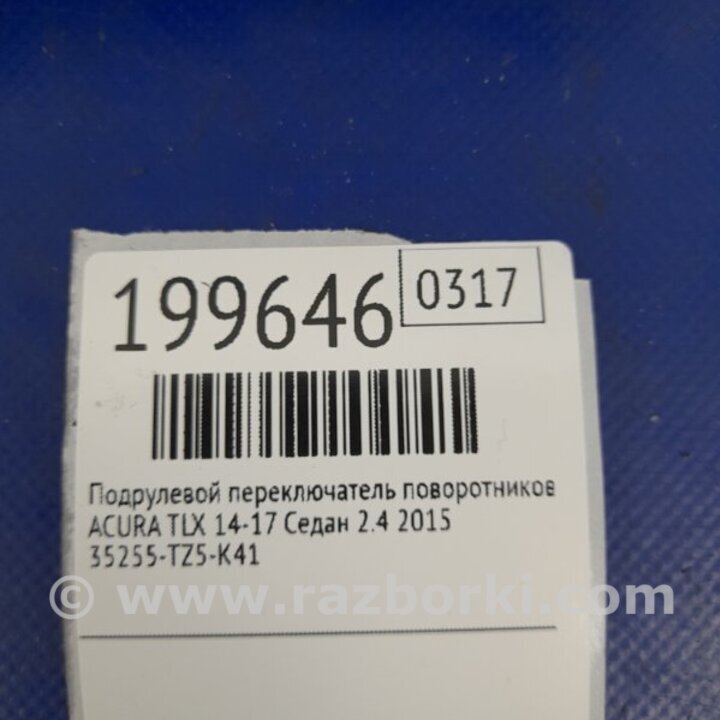 199646 0317
Подрулевой переключатель поворотников
ACURA TLX 14-17 Седан 2.4 2015
35255-TZ5-K41
© www.razborki.com